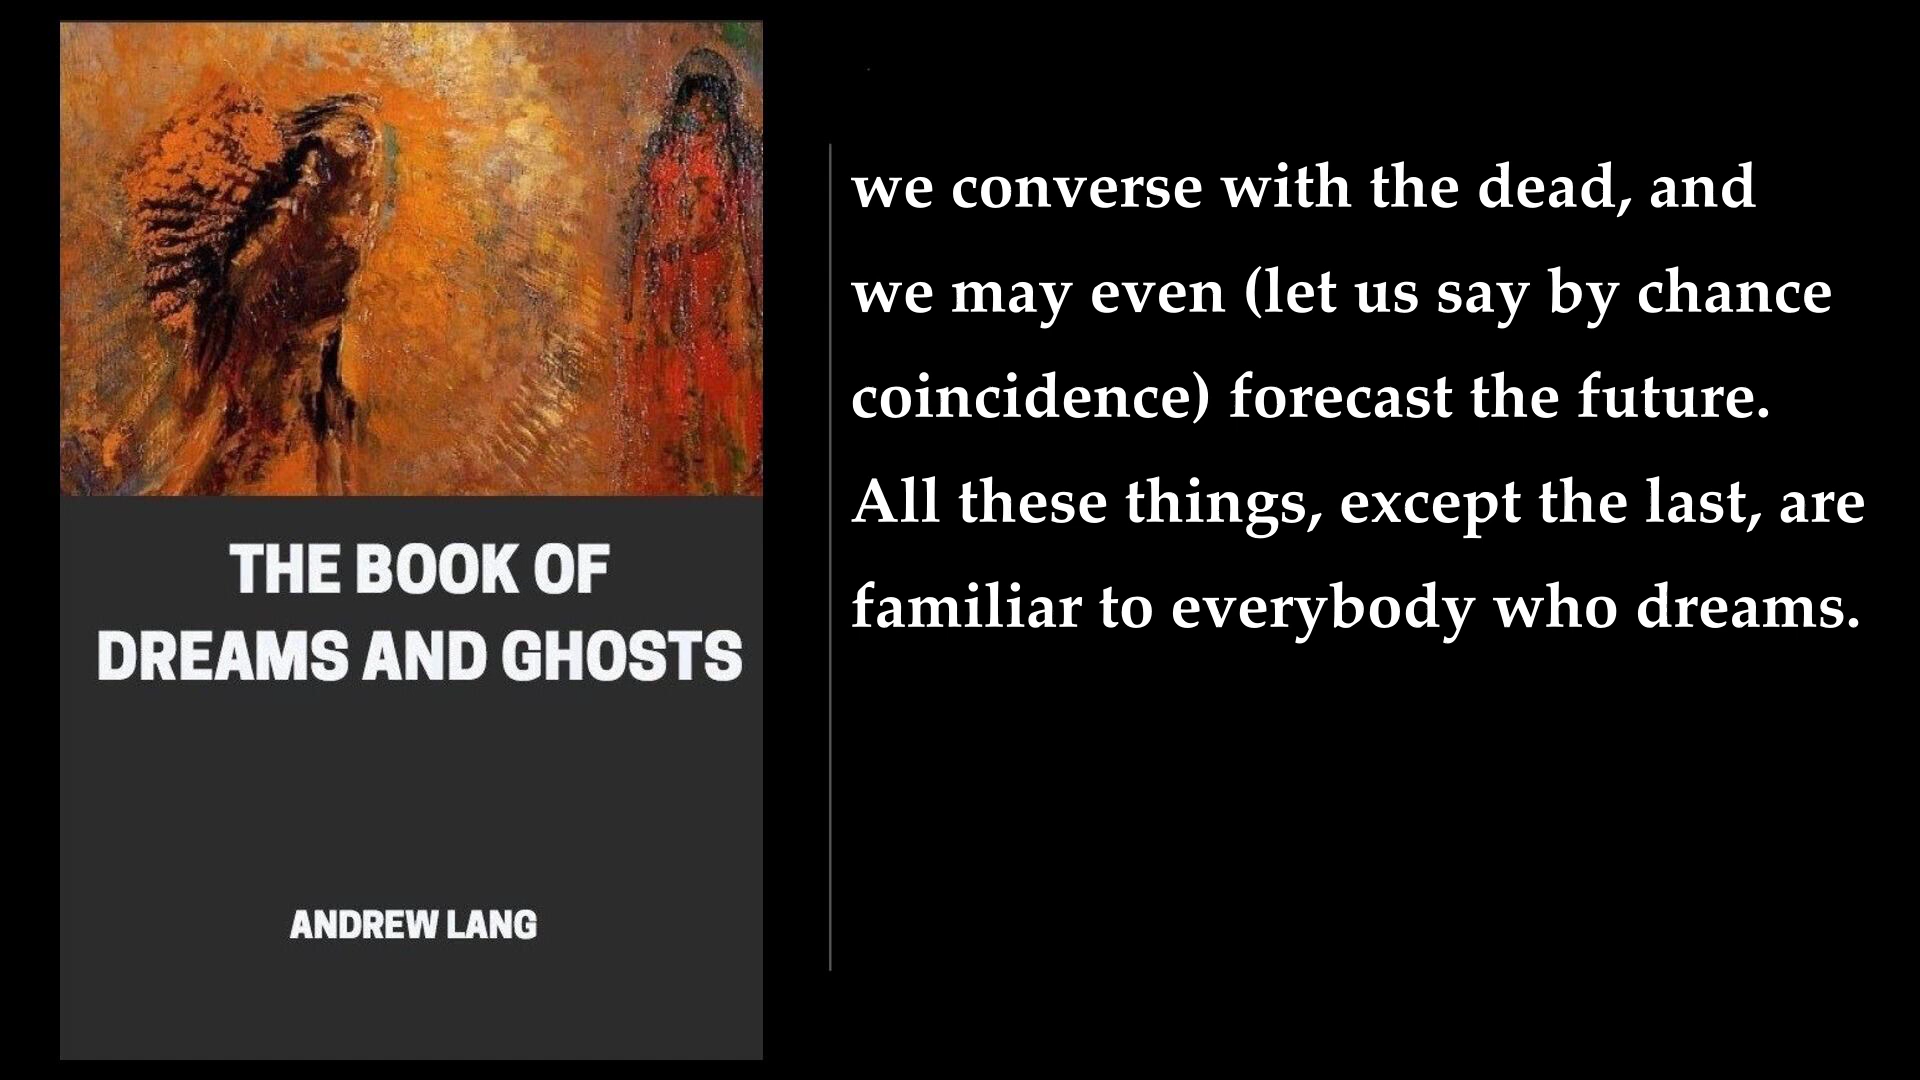 THE BOOK OF
DREAMS AND GHOSTS
ANDREW LANG
we converse with the dead, and
we may even (let us say by chance
coincidence) forecast the future.
All these things, except the last, are
familiar to everybody who dreams.